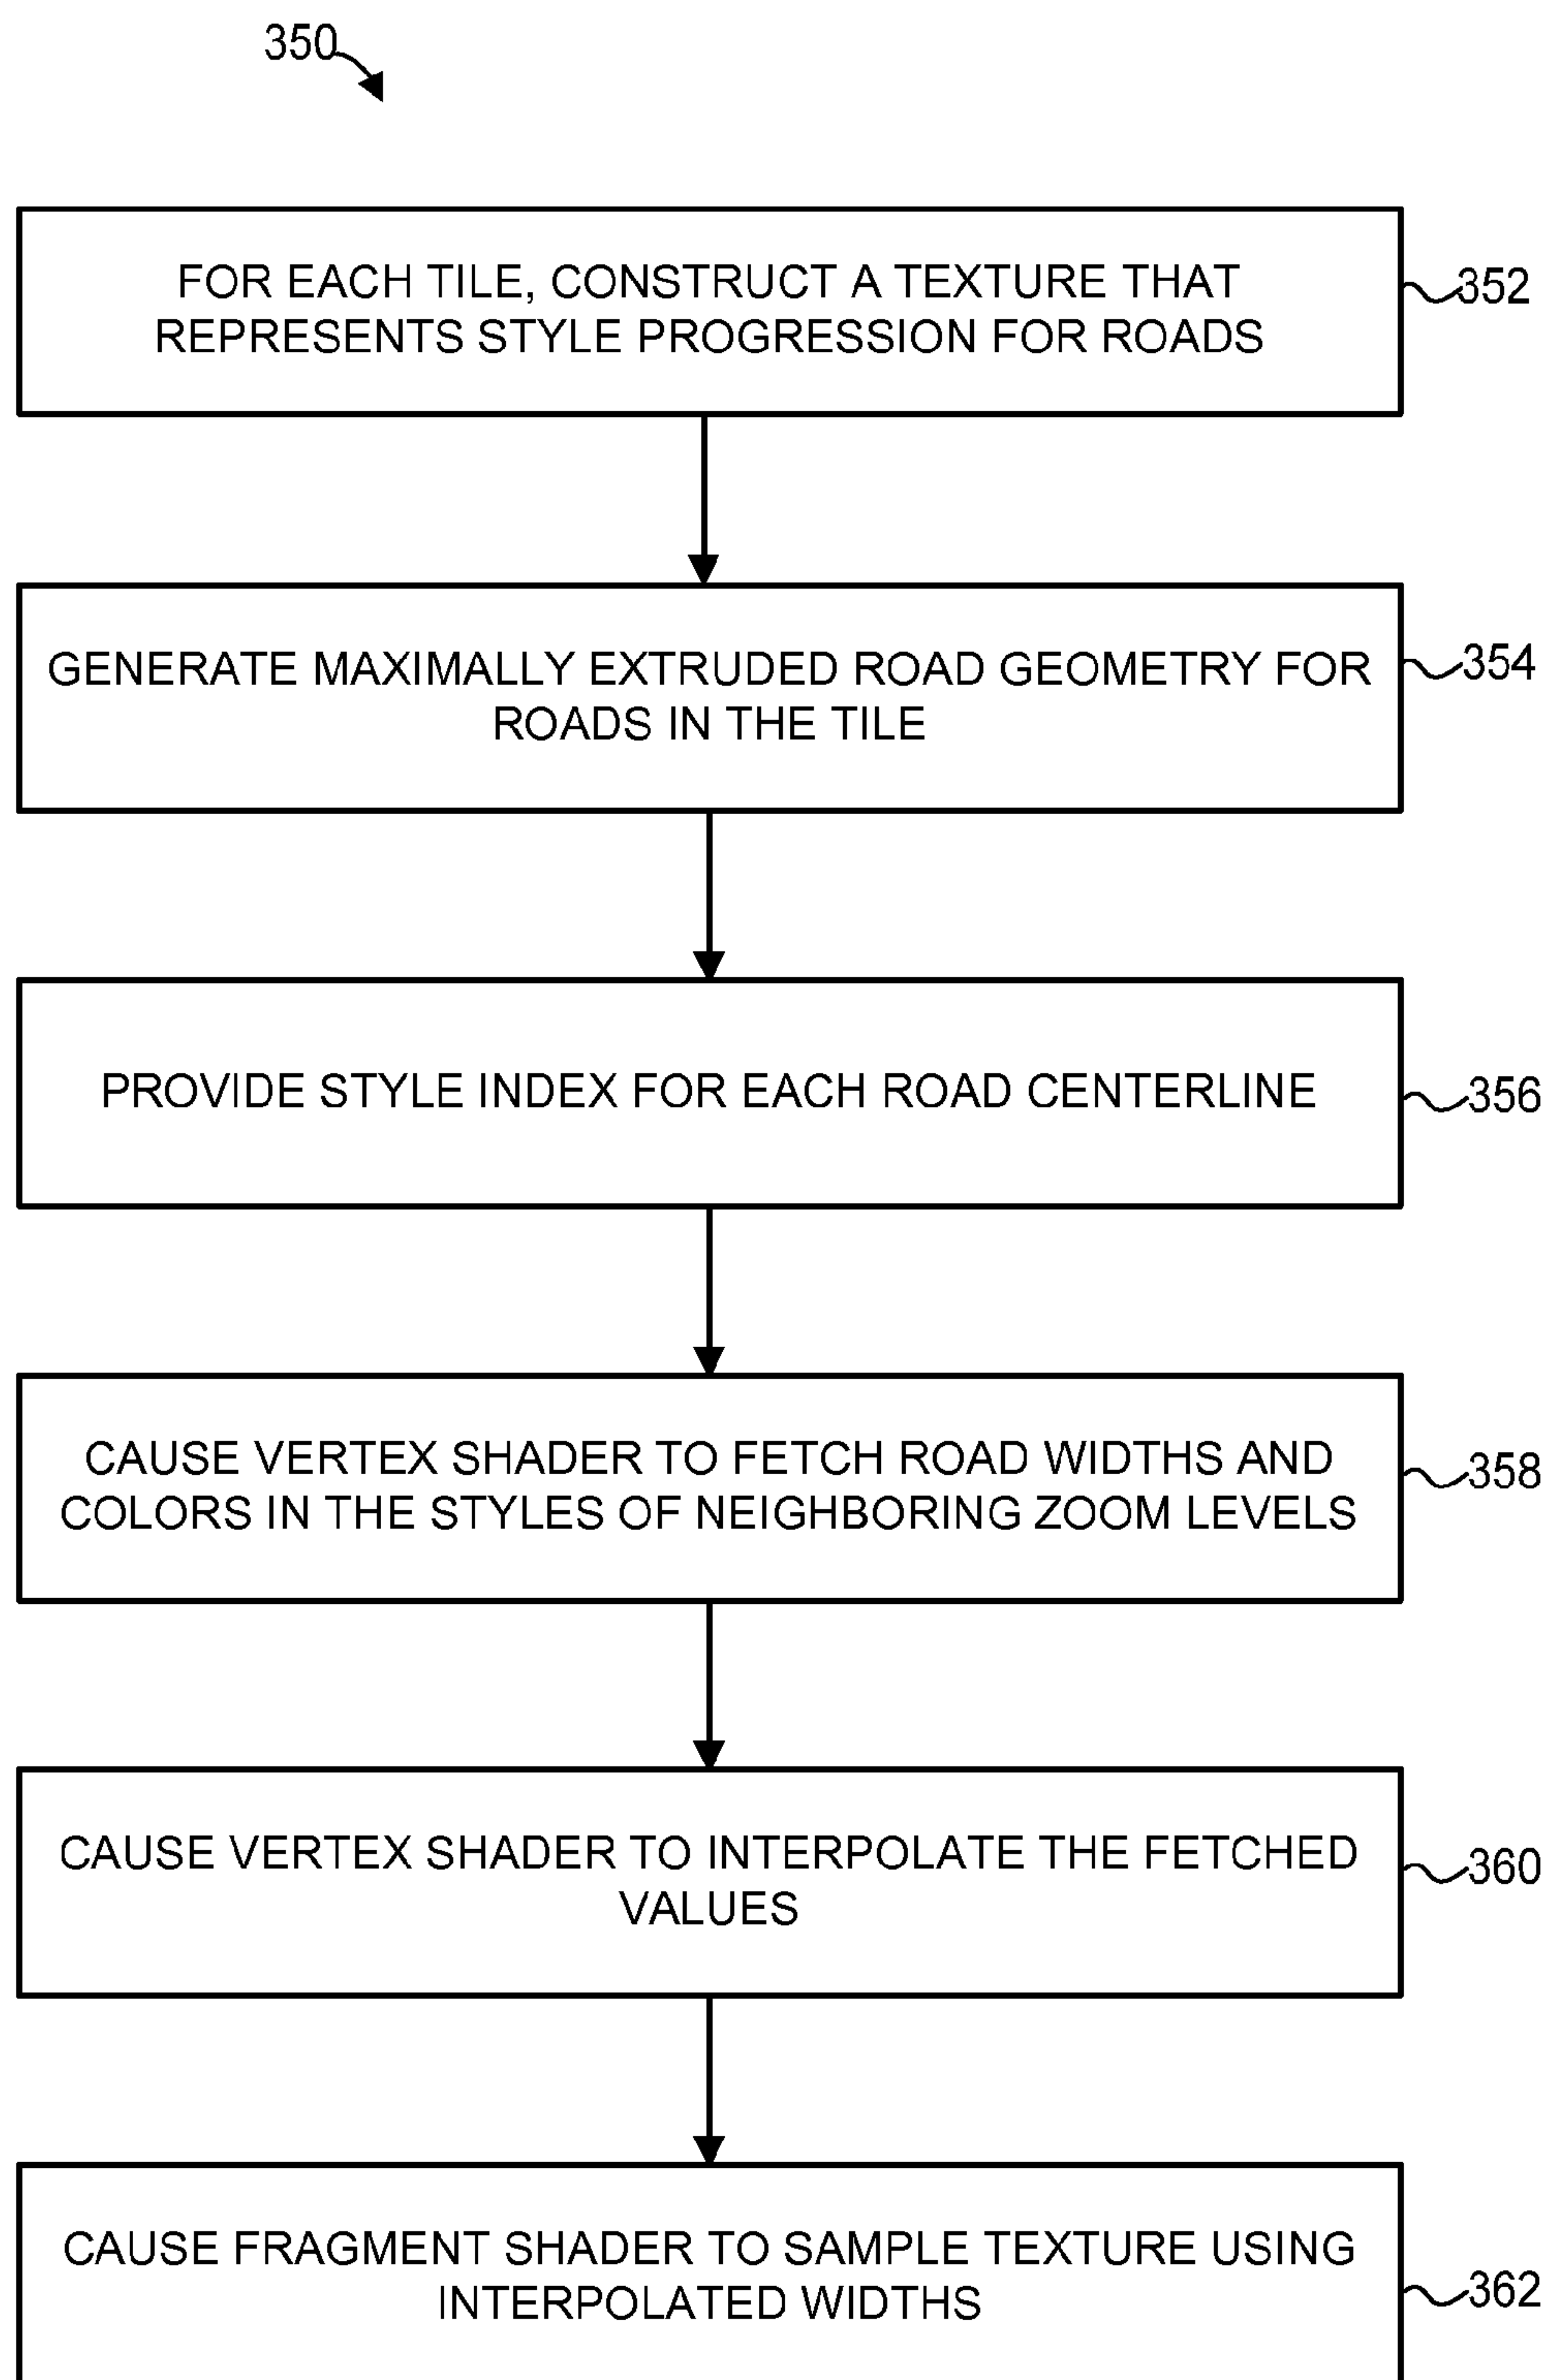 350
FOR EACH TILE, CONSTRUCT A TEXTURE THAT
REPRESENTS STYLE PROGRESSION FOR ROADS
352
GENERATE MAXIMALLY EXTRUDED ROAD GEOMETRY FOR
ROADS IN THE TILE
354
PROVIDE STYLE INDEX FOR EACH ROAD CENTERLINE
356
CAUSE VERTEX SHADER TO FETCH ROAD WIDTHS AND
COLORS IN THE STYLES OF NEIGHBORING ZOOM LEVELS
358
CAUSE VERTEX SHADER TO INTERPOLATE THE FETCHED
VALUES
360
CAUSE FRAGMENT SHADER TO SAMPLE TEXTURE USING
INTERPOLATED WIDTHS
362